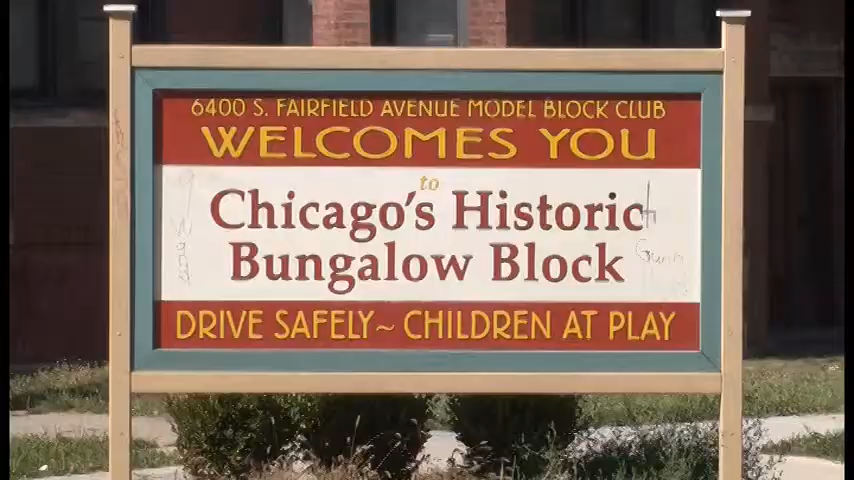 6400 S. FAIRFIELD AVENUE MODEL BLOCK CLUB
WELCOMES YOU
to
Chicago's Historic
Bungalow Block
DRIVE SAFELY~ CHILDREN AT PLAY